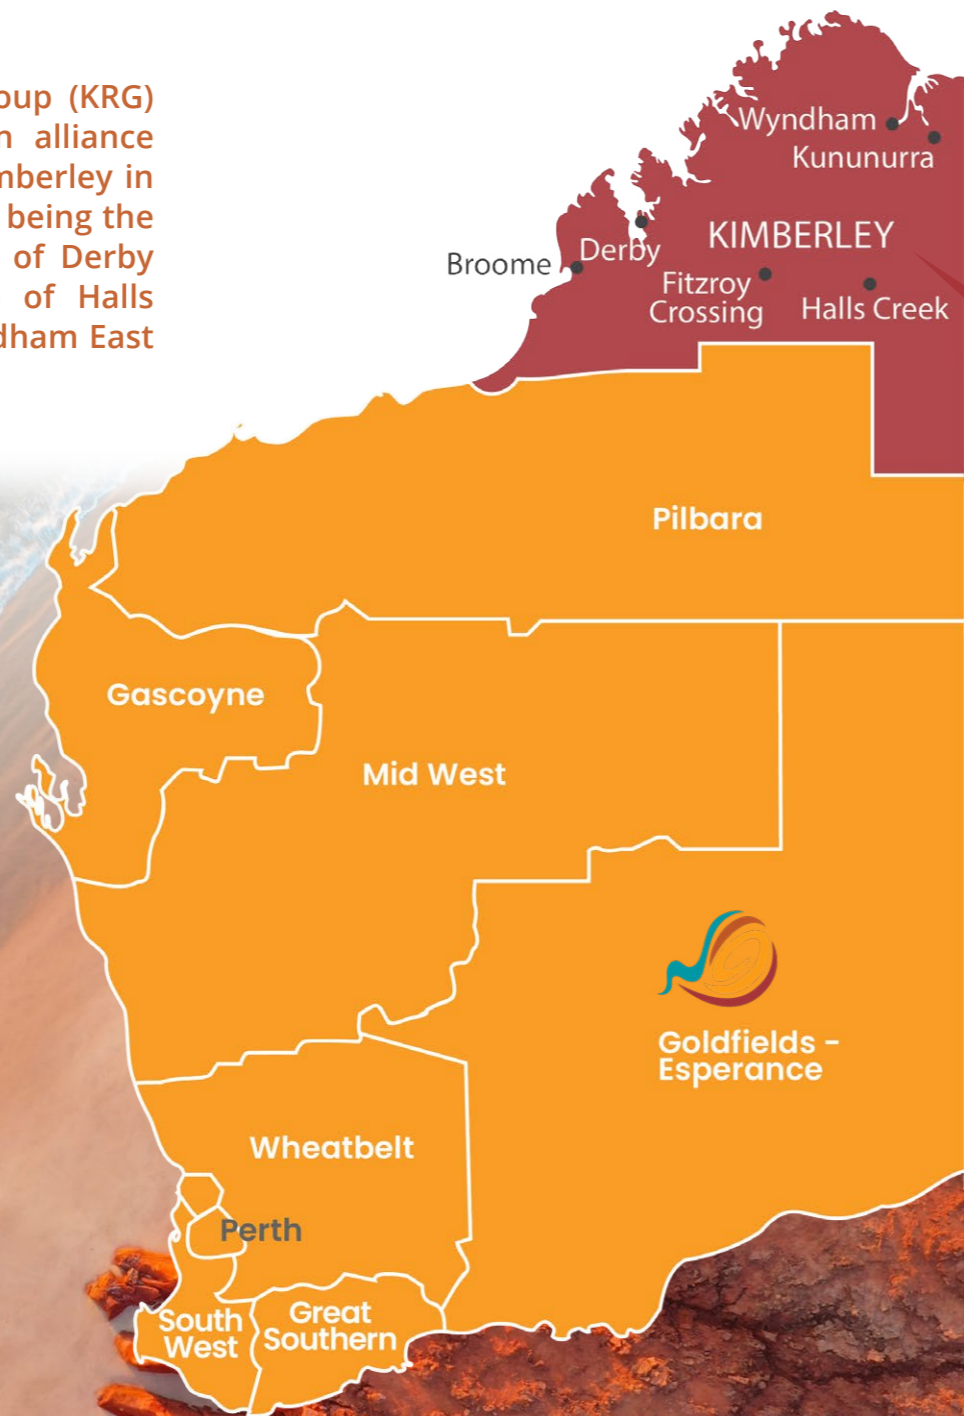 oup (KRG)
alliance
mberley in
being the
of Derby
of Halls
dham East
Wyndham
Kununurra
KIMBERLEY
Derby
Broome
Fitzroy
Crossing
Halls Creek
Pilbara
Gascoyne
Mid West
Goldfields -
Esperance
Wheatbelt
Perth
South
West
Great
Southern